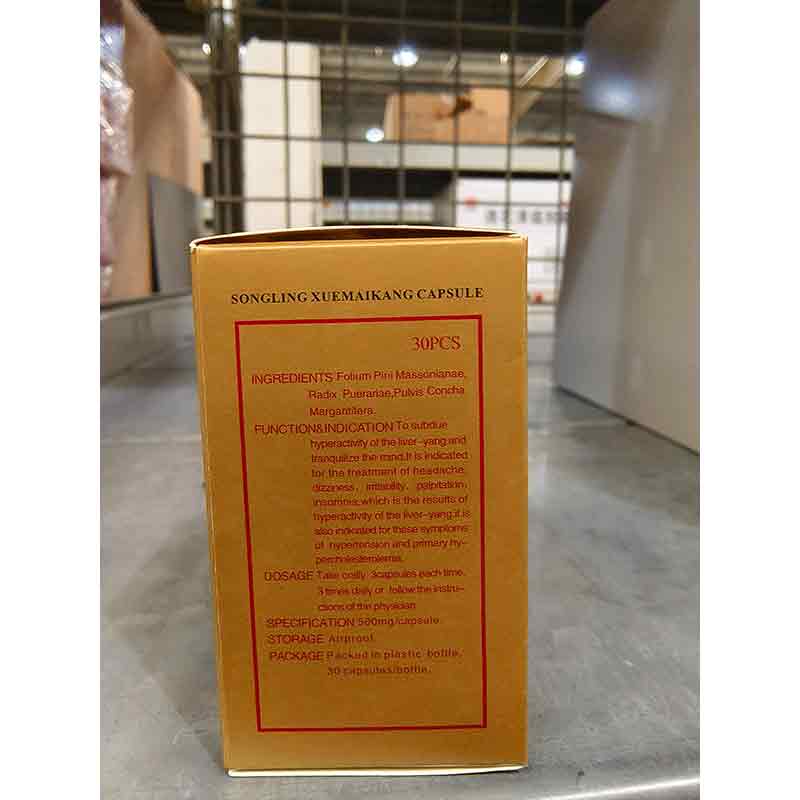 SONGLING XUEMAIKANG CAPSULE
30PCS
INGREDIENTS Folium Pini Massonianae,
Radix Puerariae,Pulvis Concha
Margaritifera.
FUNCTION&INDICATION To subdue
hyperactivity of the liver-yang and
tranquilize the mind.It is indicated
for the treatment of headache,
dizziness, irritability, palpitation,
insomnia,which is the results of
hyperactivity of the liver-yang,it is
also indicated for these symptoms
of hypertension and primary hy-
percholesterolemia.
DOSAGE Take orally 3capsules each time,
3 times daily or follow the instru-
ctions of the physician
SPECIFICATION 500mg/capsule.
STORAGE Airproof.
PACKAGE Packed in plastic bottle,
30 capsules/bottle.